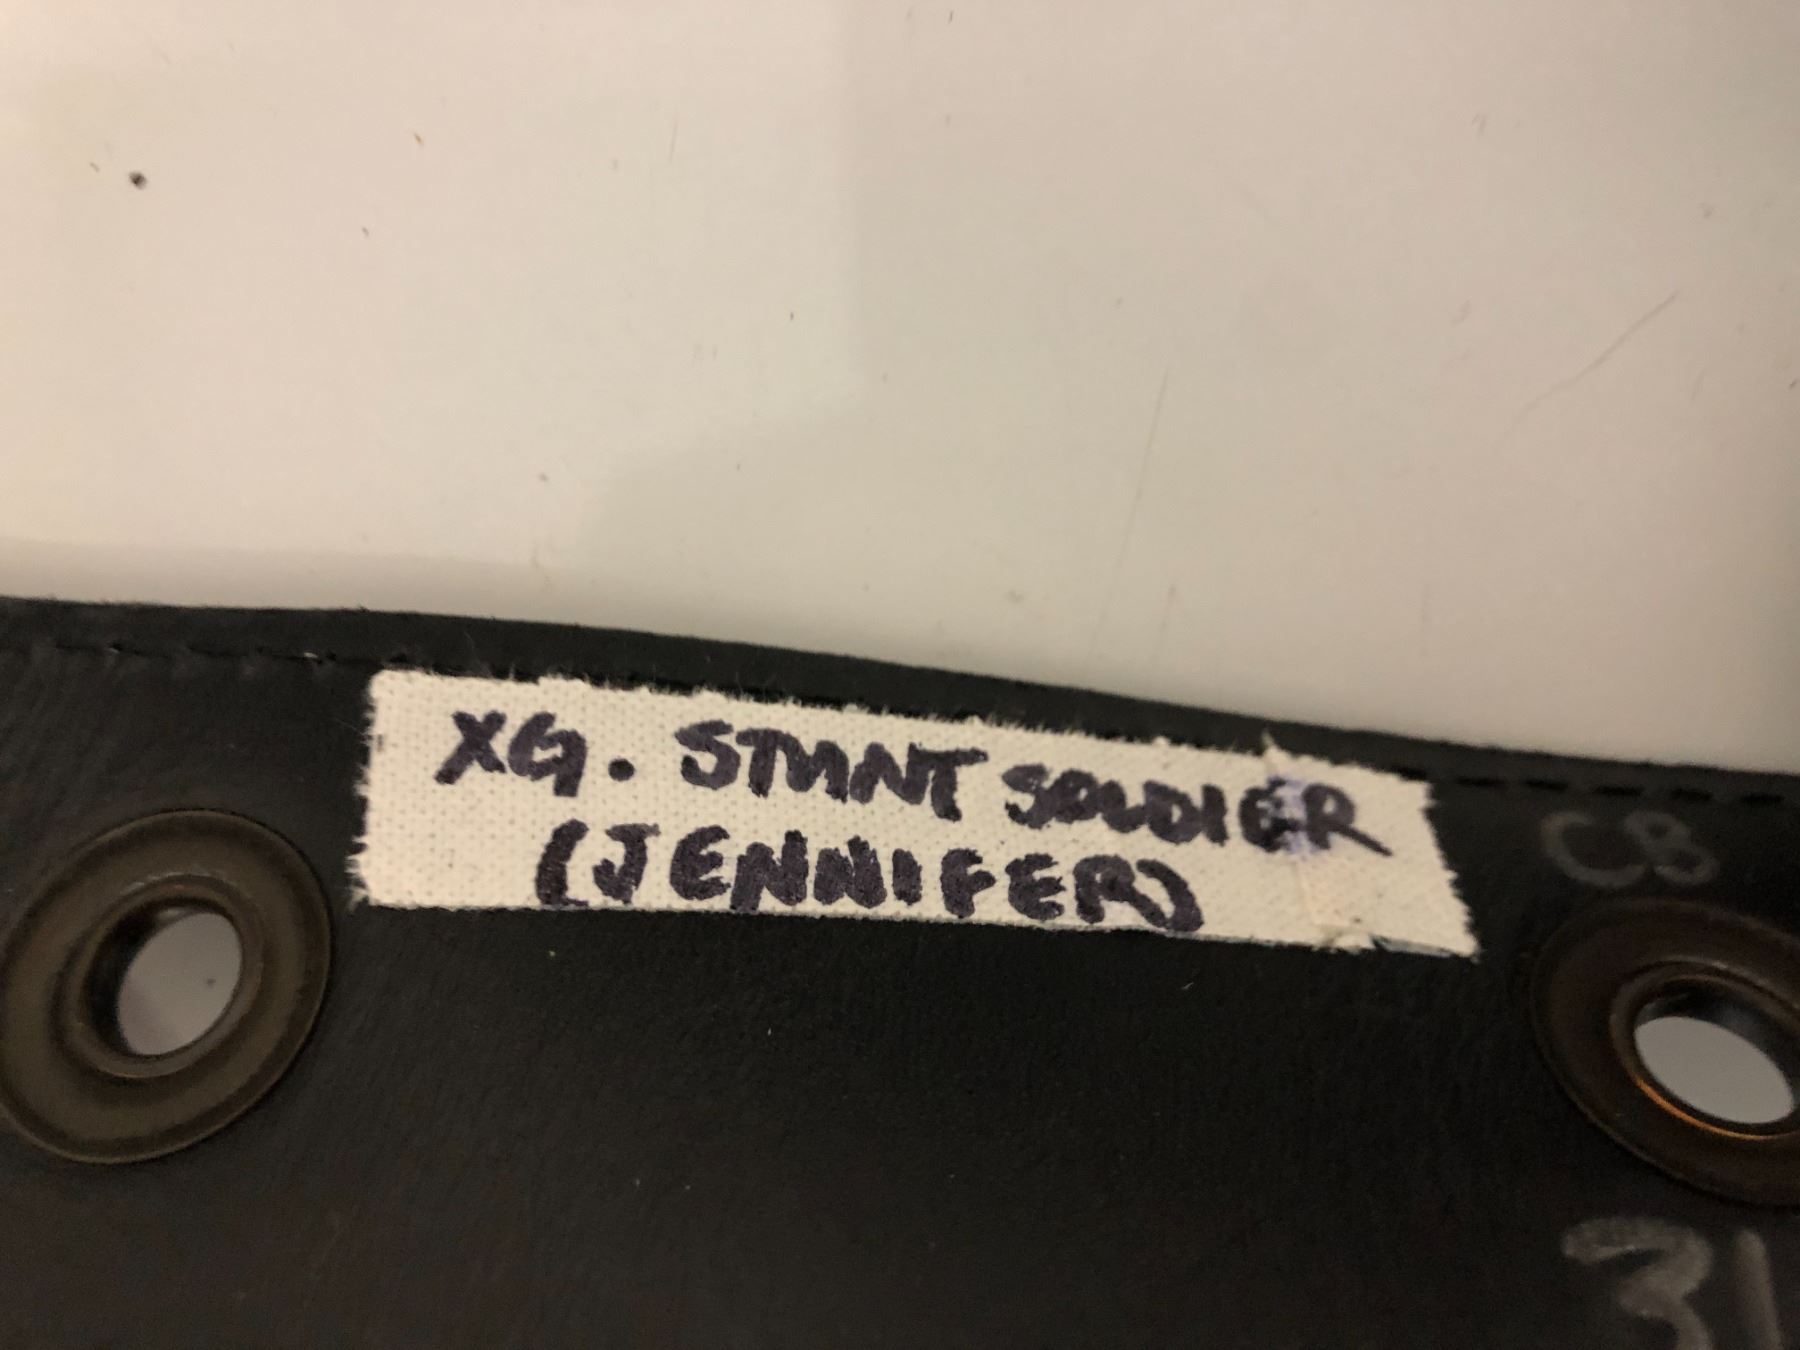 XG. STUNT SOLDIER
(JENNIFER)
CB
31